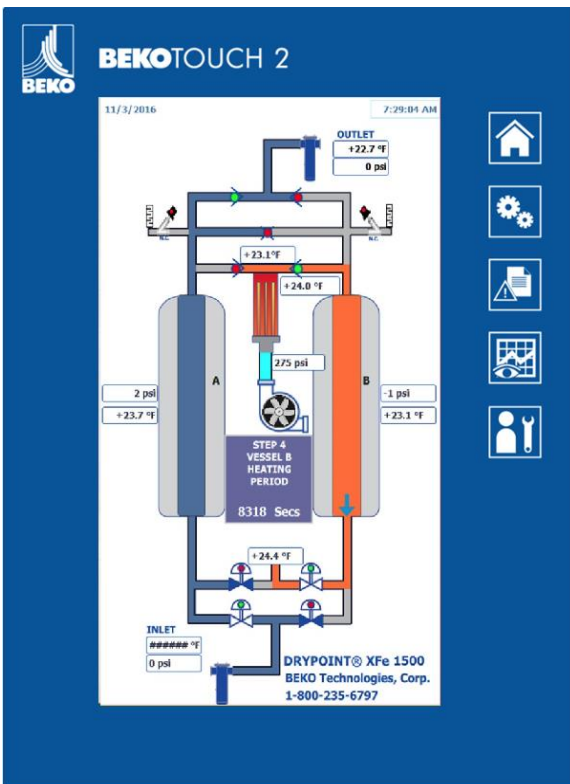 BEKO
BEKOTOUCH 2
11/3/2016
7:29:04 AM
OUTLET
+22.7 °F
0 psi
N.C.
N.C.
+23.1°F
+24.0 °F
275 psi
A
B
2 psi
+23.7 °F
-1 psi
+23.1 °F
STEP 4
VESSEL B
HEATING
PERIOD
8318 Secs
+24.4 °F
INLET
###### °F
0 psi
DRYPOINT® XFe 1500
BEKO Technologies, Corp.
1-800-235-6797